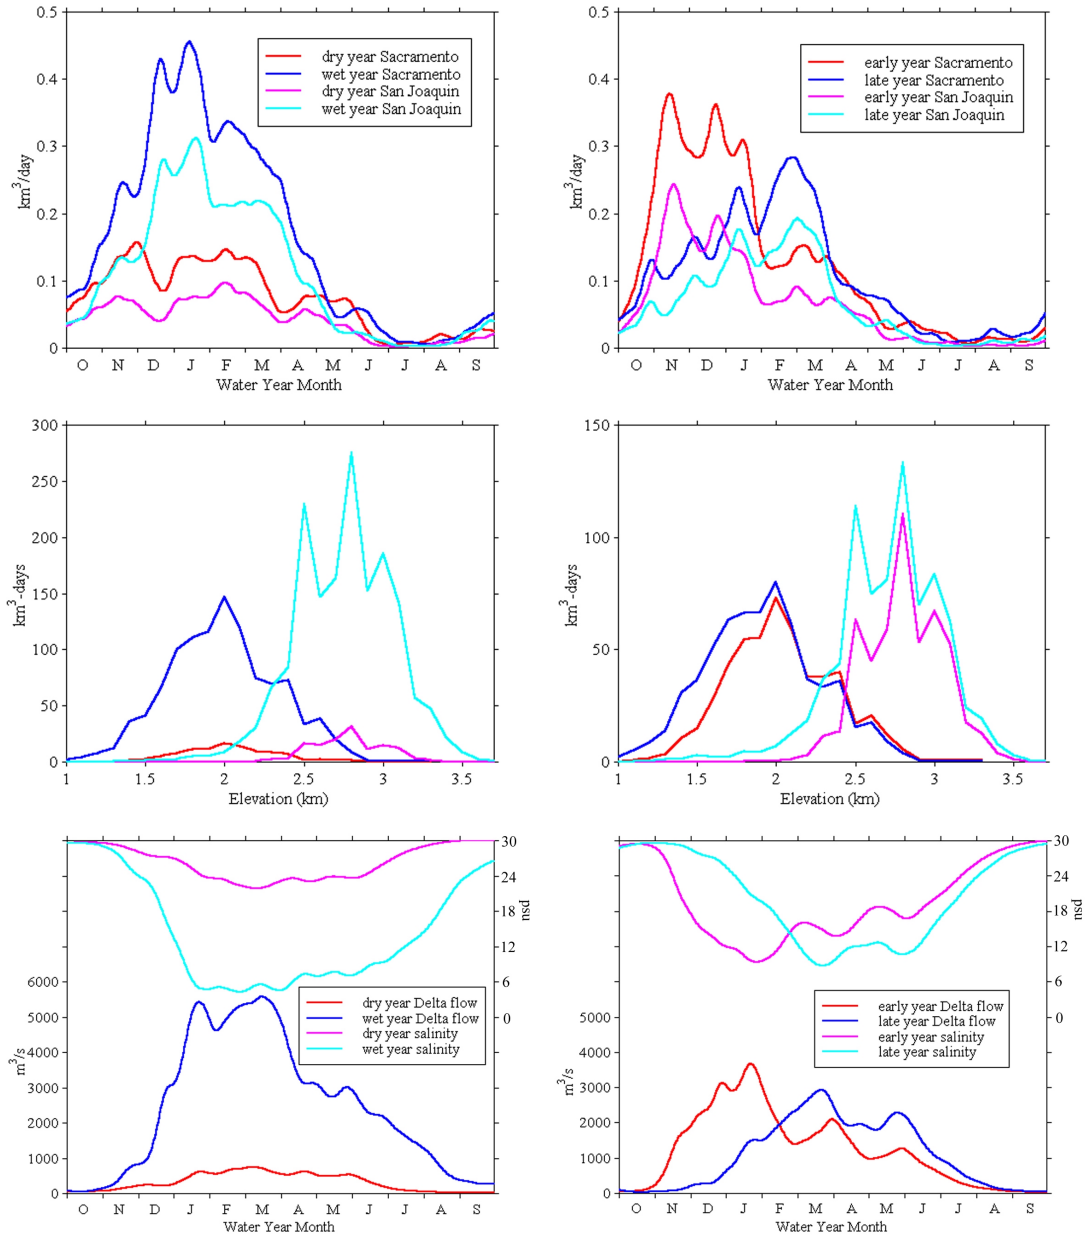 0.5
0.4
0.3
0.2
0.1
0
km³/day
dry year Sacramento
wet year Sacramento
dry year San Joaquin
wet year San Joaquin
O N D J F M A M J J A S
Water Year Month
0.5
0.4
0.3
0.2
0.1
0
km³/day
early year Sacramento
late year Sacramento
early year San Joaquin
late year San Joaquin
O N D J F M A M J J A S
Water Year Month
300
250
200
150
100
50
0
km³-days
1 1.5 2 2.5 3 3.5
Elevation (km)
150
100
50
0
km³-days
1 1.5 2 2.5 3 3.5
Elevation (km)
30
24
18
12
6
0
psu
6000
5000
4000
3000
2000
1000
0
m³/s
dry year Delta flow
wet year Delta flow
dry year salinity
wet year salinity
O N D J F M A M J J A S
Water Year Month
30
24
18
12
6
0
psu
5000
4000
3000
2000
1000
0
m³/s
early year Delta flow
late year Delta flow
early year salinity
late year salinity
O N D J F M A M J J A S
Water Year Month